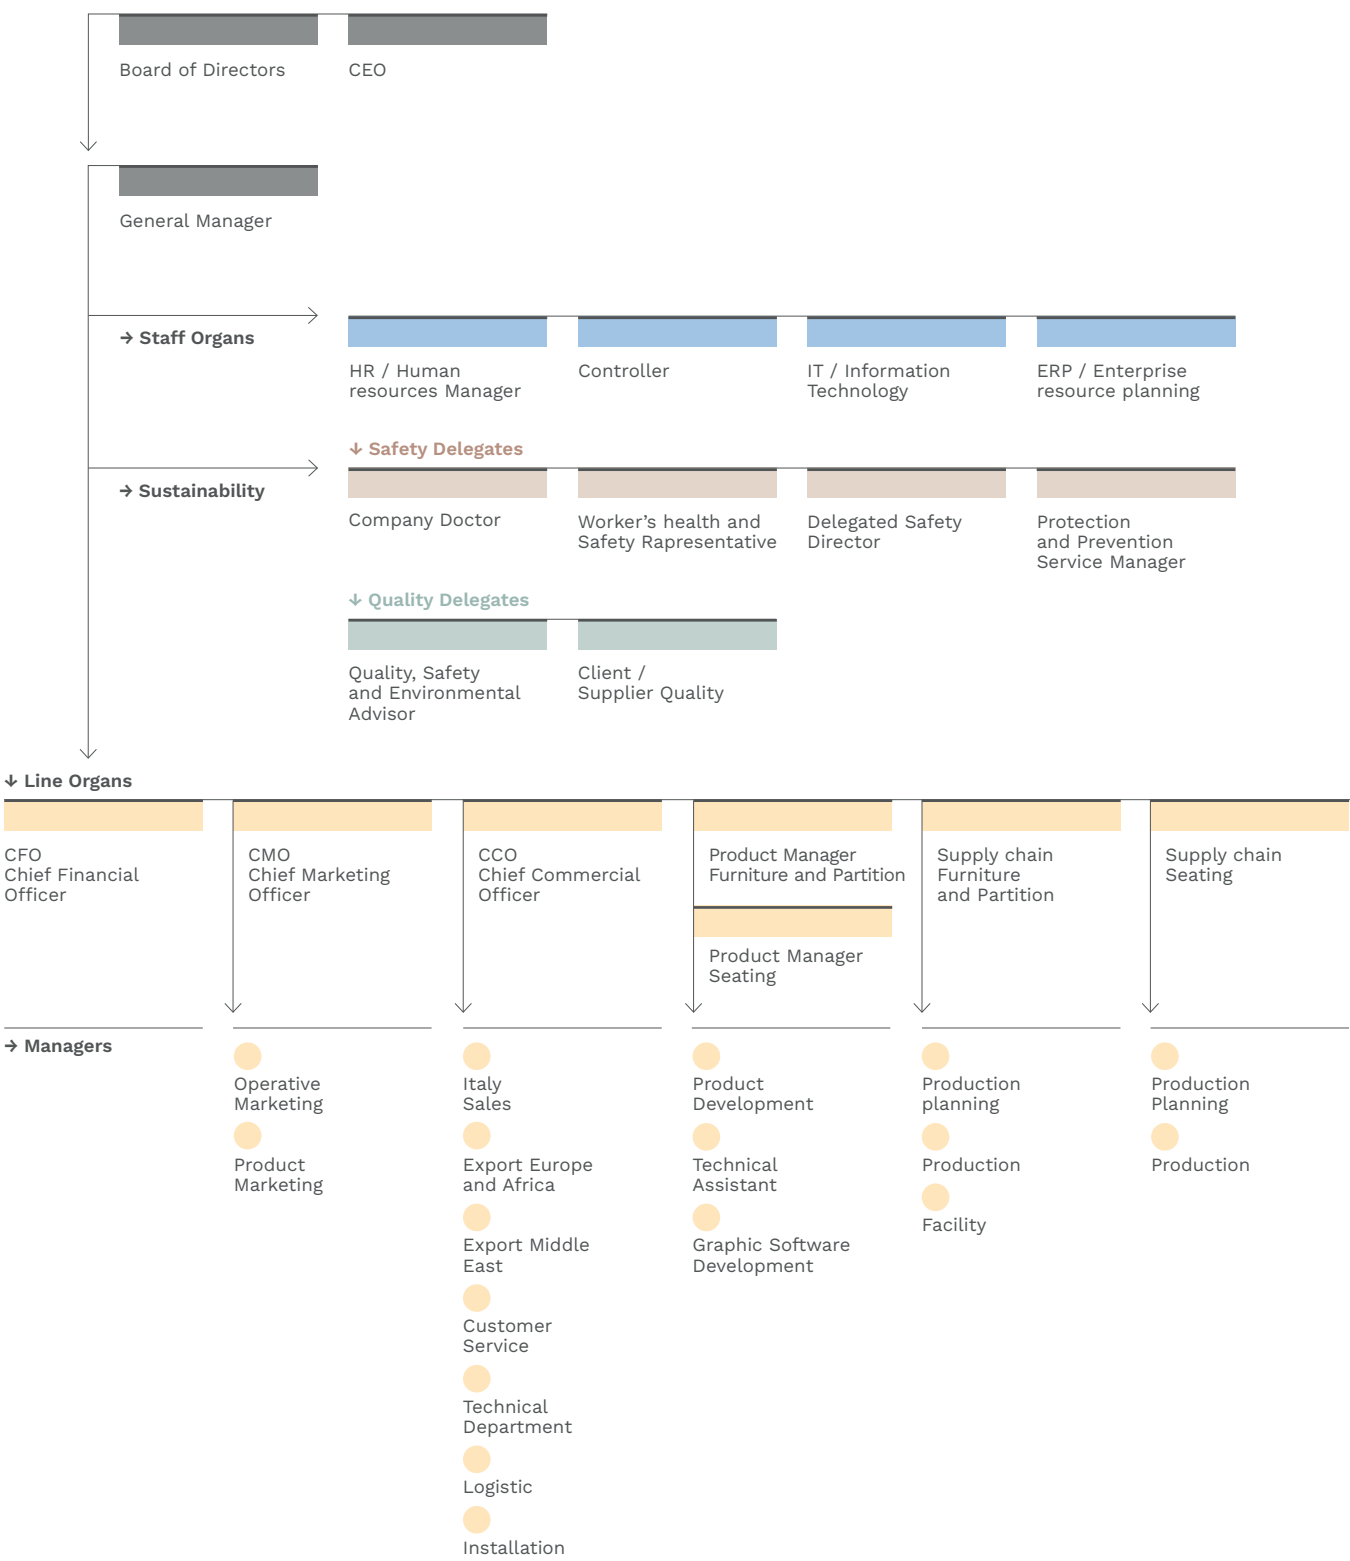 Board of Directors
CEO
General Manager
→ Staff Organs
HR / Human
resources Manager
Controller
IT / Information
Technology
ERP / Enterprise
resource planning
↓ Safety Delegates
→ Sustainability
Company Doctor
Worker’s health and
Safety Rapresentative
Delegated Safety
Director
Protection
and Prevention
Service Manager
↓ Quality Delegates
Quality, Safety
and Environmental
Advisor
Client /
Supplier Quality
↓ Line Organs
CFO
Chief Financial
Officer
CMO
Chief Marketing
Officer
CCO
Chief Commercial
Officer
Product Manager
Furniture and Partition
Product Manager
Seating
Supply chain
Furniture
and Partition
Supply chain
Seating
→ Managers
Operative
Marketing
Product
Marketing
Italy
Sales
Export Europe
and Africa
Export Middle
East
Customer
Service
Technical
Department
Logistic
Installation
Product
Development
Technical
Assistant
Graphic Software
Development
Production
planning
Production
Facility
Production
Planning
Production